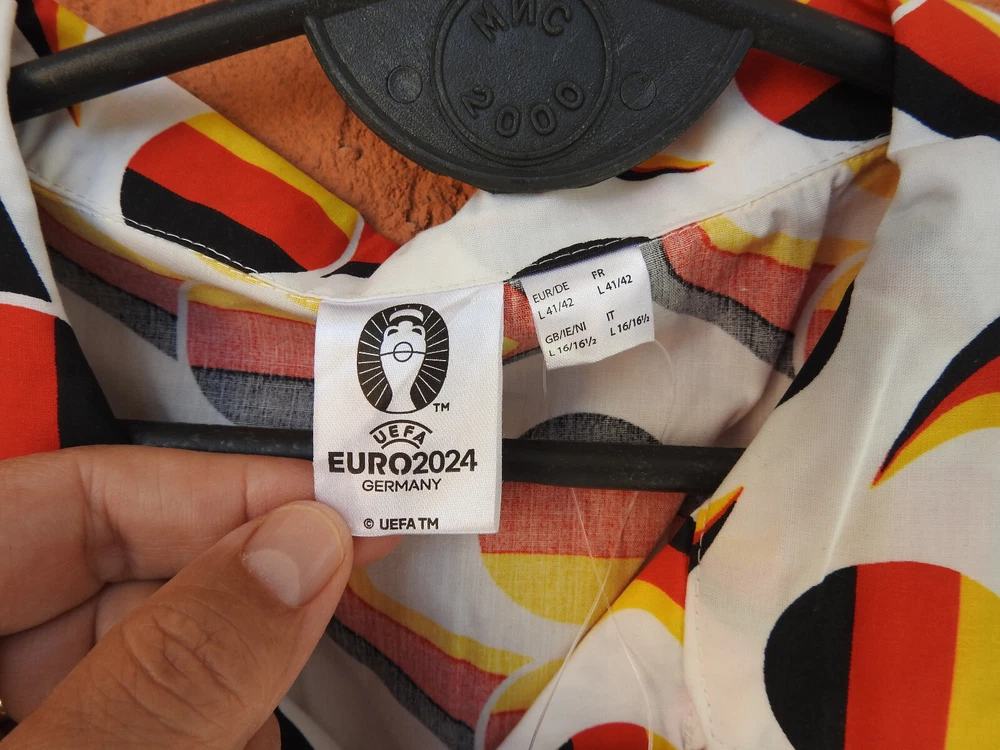 МИС
2000
TM
UEFA
EURO2024
GERMANY
© UEFA TM
EUR/DE
L 41/42
FR
L 41/42
GB/IE/NI
L 16/16½
IT
L 16/16½